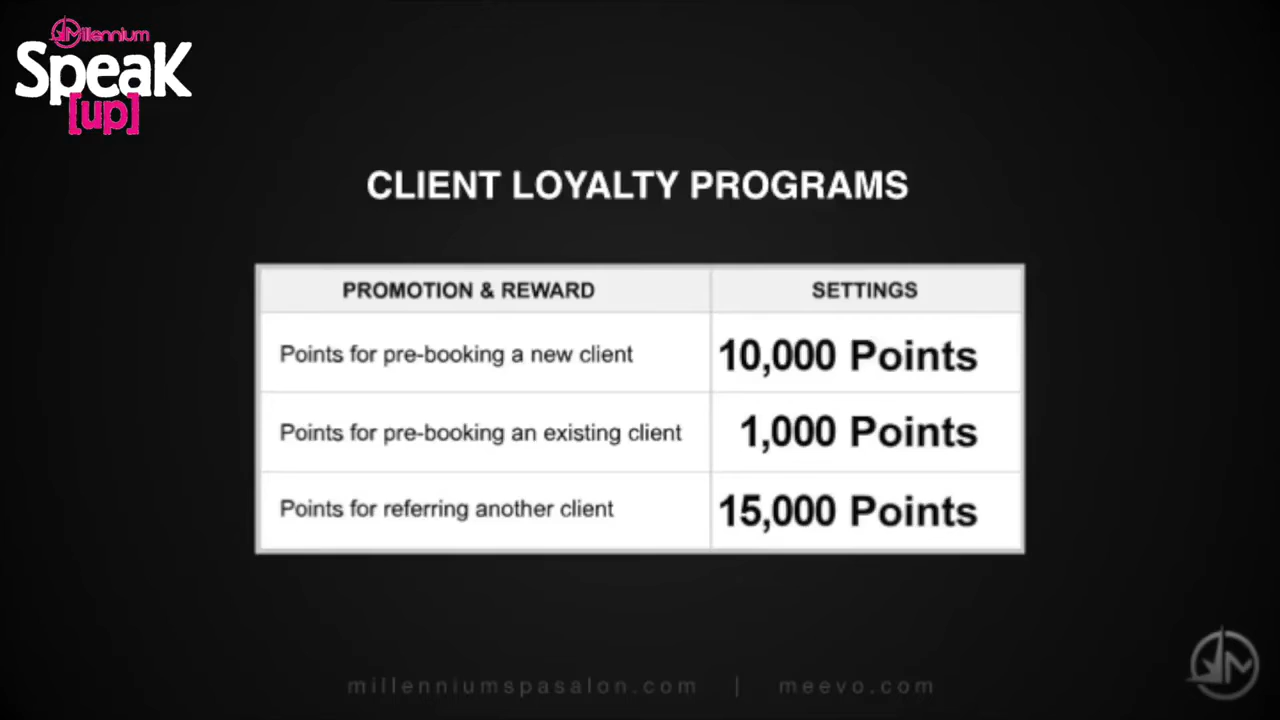 Millennium
SpeaK
[up]
CLIENT LOYALTY PROGRAMS
PROMOTION & REWARD SETTINGS
Points for pre-booking a new client 10,000 Points
Points for pre-booking an existing client 1,000 Points
Points for referring another client 15,000 Points
millenniumspasalon.com | meevo.com